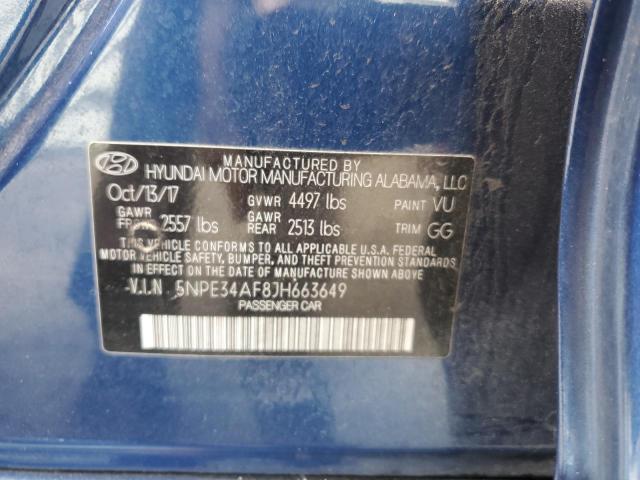 MANUFACTURED BY
HYUNDAI MOTOR MANUFACTURING ALABAMA, LLC
Oct/13/17 GVWR 4497 lbs PAINT VU
GAWR FRONT 2557 lbs GAWR REAR 2513 lbs TRIM GG
THIS VEHICLE CONFORMS TO ALL APPLICABLE U.S.A. FEDERAL
MOTOR VEHICLE SAFETY, BUMPER, AND THEFT PREVENTION STANDARDS
IN EFFECT ON THE DATE OF MANUFACTURE SHOWN ABOVE.
V.I.N. 5NPE34AF8JH663649
PASSENGER CAR